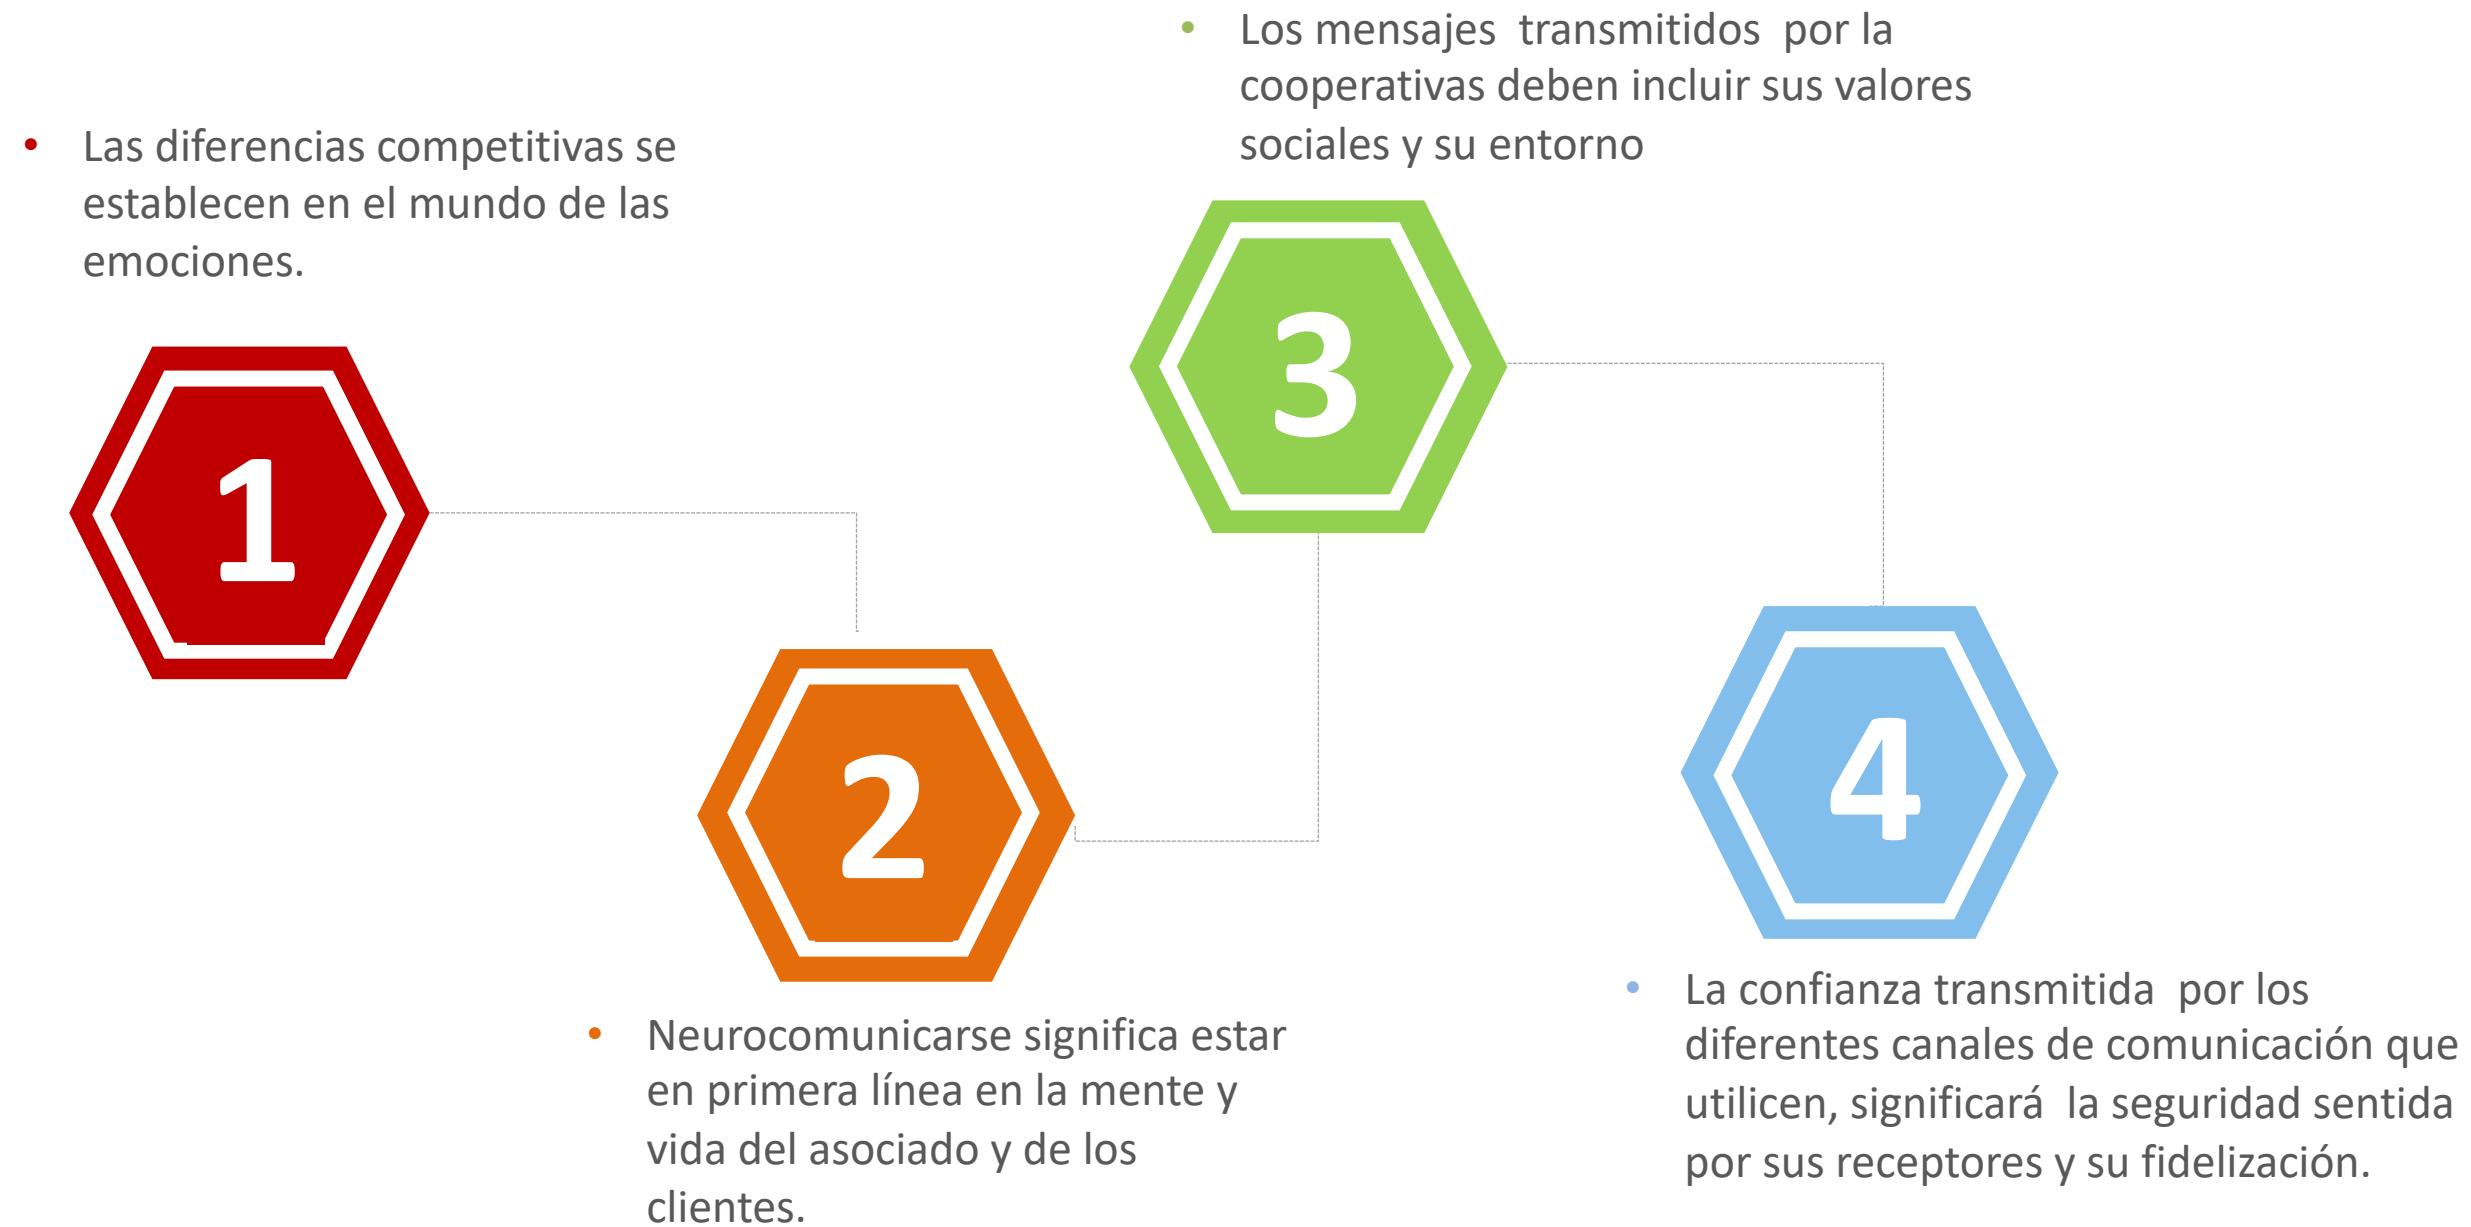 • Las diferencias competitivas se
establecen en el mundo de las
emociones.
1
2
• Neurocomunicarse significa estar
en primera línea en la mente y
vida del asociado y de los
clientes.
• Los mensajes transmitidos por la
cooperativas deben incluir sus valores
sociales y su entorno
3
4
• La confianza transmitida por los
diferentes canales de comunicación que
utilicen, significará la seguridad sentida
por sus receptores y su fidelización.